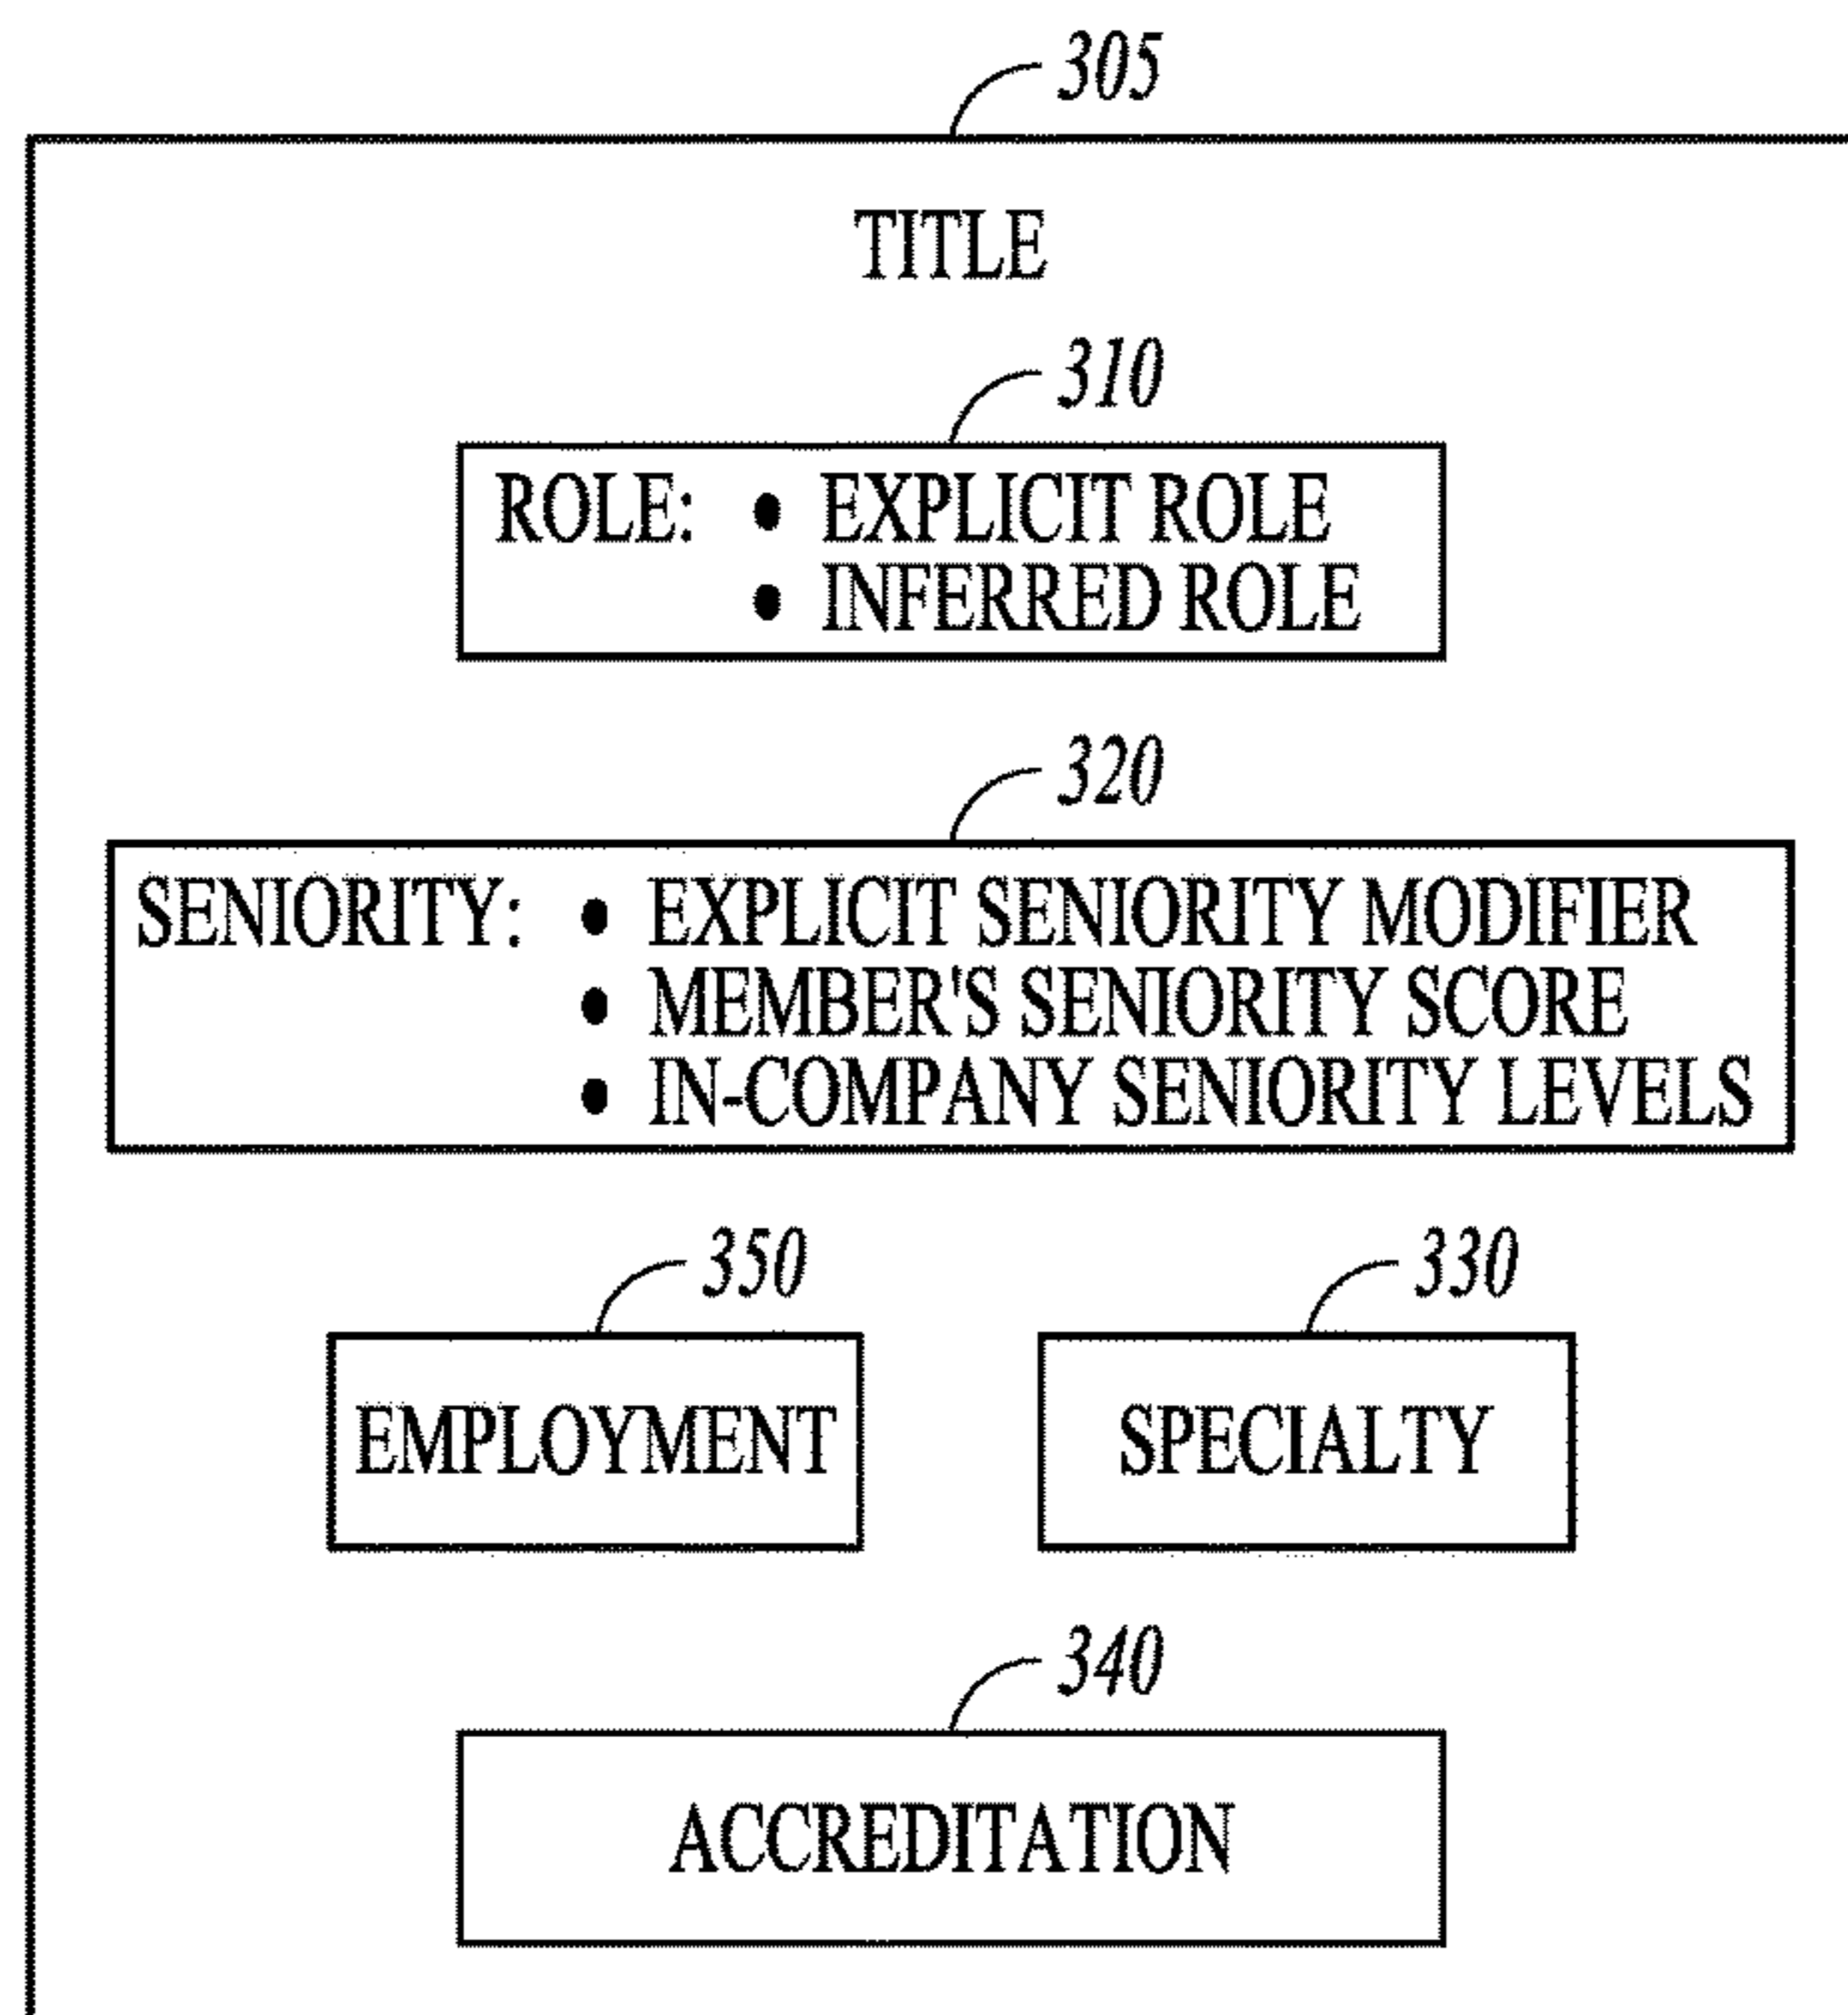 305
TITLE
310
ROLE: • EXPLICIT ROLE
• INFERRED ROLE
320
SENIORITY: • EXPLICIT SENIORITY MODIFIER
• MEMBER'S SENIORITY SCORE
• IN-COMPANY SENIORITY LEVELS
350 330
EMPLOYMENT SPECIALTY
340
ACCREDITATION